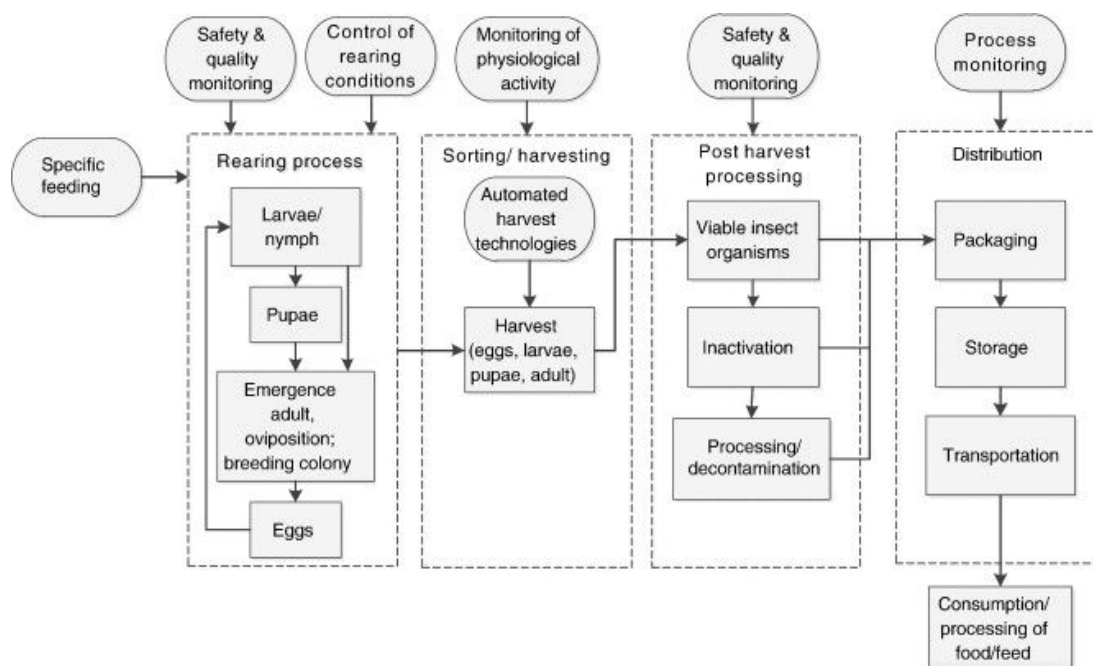 Safety &
quality
monitoring
Control of
rearing
conditions
Monitoring of
physiological
activity
Safety &
quality
monitoring
Process
monitoring
Specific
feeding
Rearing process
Larvae/
nymph
Pupae
Emergence
adult,
oviposition;
breeding colony
Eggs
Sorting/ harvesting
Automated
harvest
technologies
Harvest
(eggs, larvae,
pupae, adult)
Post harvest
processing
Viable insect
organisms
Inactivation
Processing/
decontamination
Distribution
Packaging
Storage
Transportation
Consumption/
processing of
food/feed